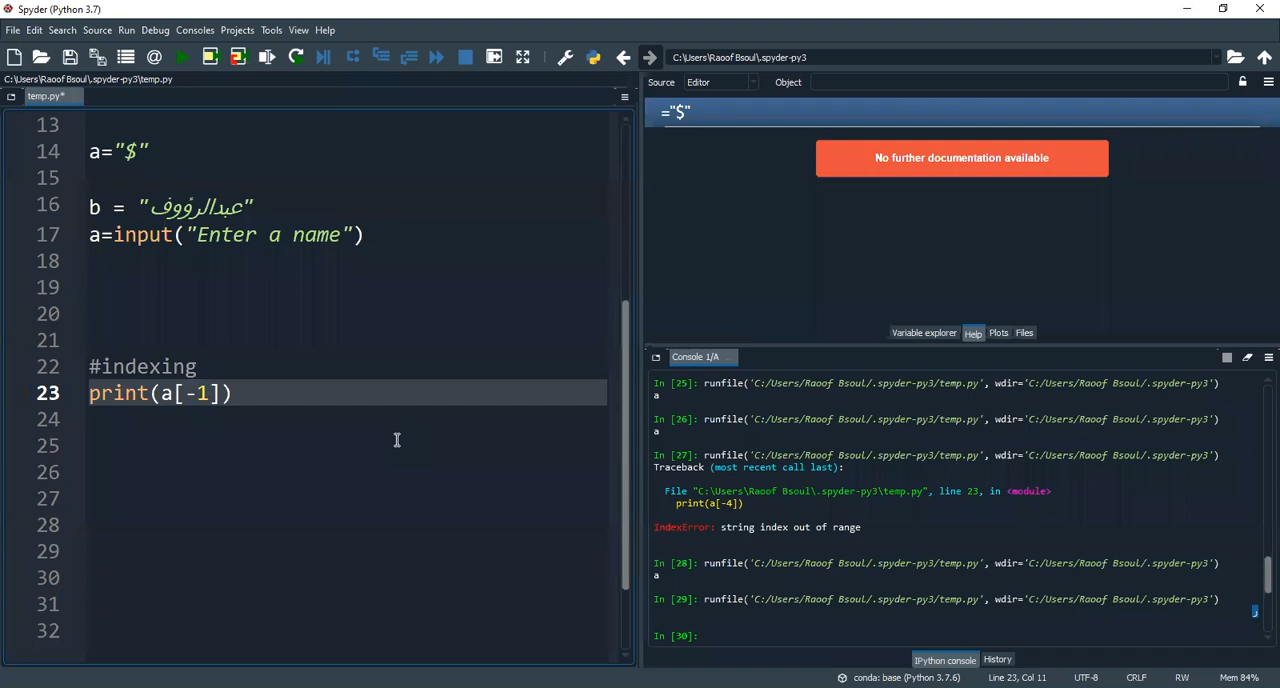 Spyder (Python 3.7)
File Edit Search Source Run Debug Consoles Projects Tools View Help
C:\Users\Raoof Bsoul\.spyder-py3
C:\Users\Raoof Bsoul\.spyder-py3\temp.py
temp.py*
13
14 a="$"
15
16 b = "عبدالرؤوف"
17 a=input("Enter a name")
18
19
20
21
22 #indexing
23 print(a[-1])
24
25
26
27
28
29
30
31
32
Source Editor Object
="$"
No further documentation available
Variable explorer Help Plots Files
Console 1/A
In [25]: runfile('C:/Users/Raoof Bsoul/.spyder-py3/temp.py', wdir='C:/Users/Raoof Bsoul/.spyder-py3')
a
In [26]: runfile('C:/Users/Raoof Bsoul/.spyder-py3/temp.py', wdir='C:/Users/Raoof Bsoul/.spyder-py3')
a
In [27]: runfile('C:/Users/Raoof Bsoul/.spyder-py3/temp.py', wdir='C:/Users/Raoof Bsoul/.spyder-py3')
Traceback (most recent call last):
File "C:\Users\Raoof Bsoul\.spyder-py3\temp.py", line 23, in <module>
print(a[-4])
IndexError: string index out of range
In [28]: runfile('C:/Users/Raoof Bsoul/.spyder-py3/temp.py', wdir='C:/Users/Raoof Bsoul/.spyder-py3')
a
In [29]: runfile('C:/Users/Raoof Bsoul/.spyder-py3/temp.py', wdir='C:/Users/Raoof Bsoul/.spyder-py3')
In [30]:
IPython console History
conda: base (Python 3.7.6) Line 23, Col 11 UTF-8 CRLF RW Mem 84%